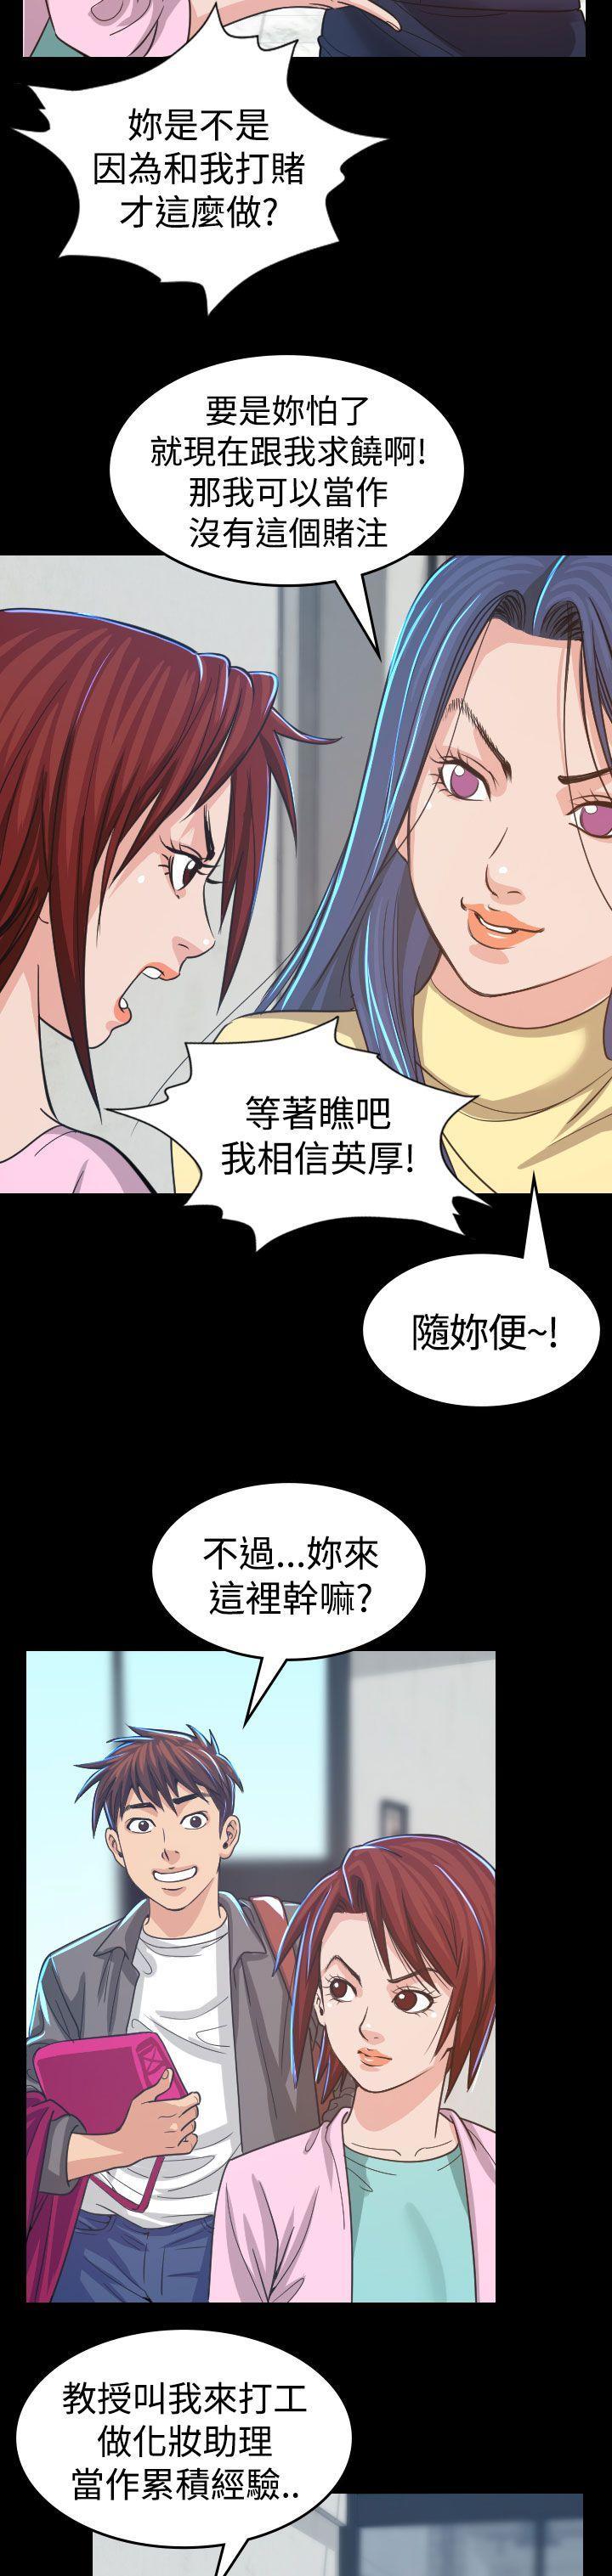 妳是不是
因為和我打賭
才這麼做?
要是妳怕了
就現在跟我求饒啊!
那我可以當作
沒有這個賭注
等著瞧吧
我相信英厚!
隨妳便~!
不過...妳來
這裡幹嘛?
教授叫我來打工
做化妝助理
當作累積經驗..